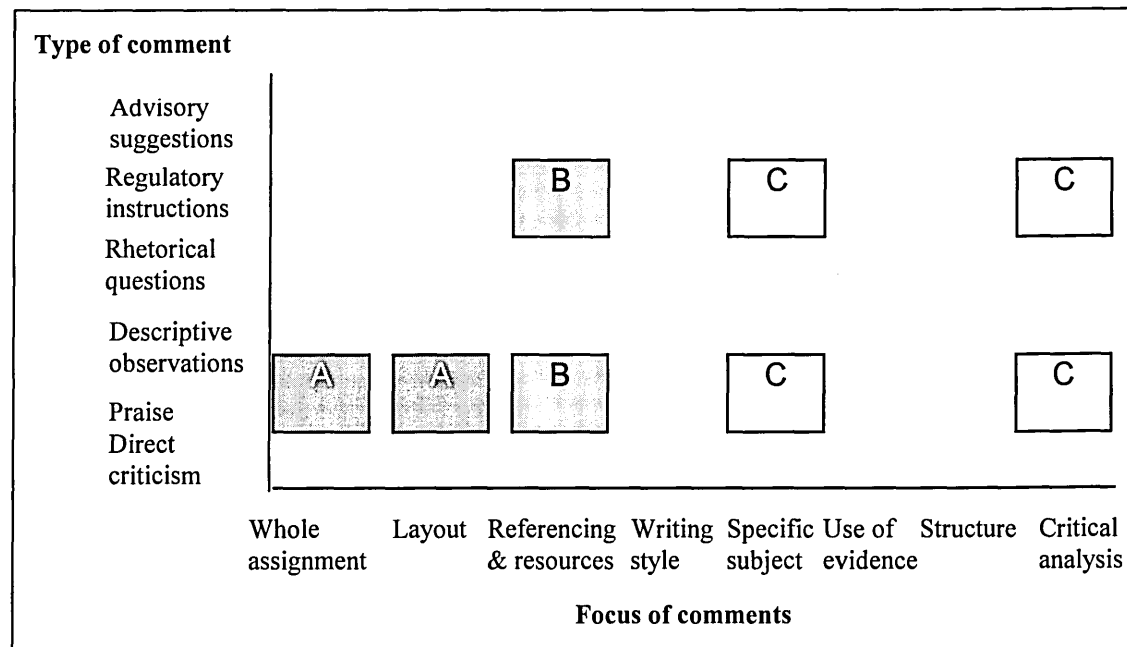 Type of comment
Advisory
suggestions
Regulatory
instructions
Rhetorical
questions
Descriptive
observations
Praise
Direct
criticism
B C C
A A B C C
Whole Layout Referencing Writing Specific Use of Structure Critical
assignment & resources style subject evidence analysis
Focus of comments